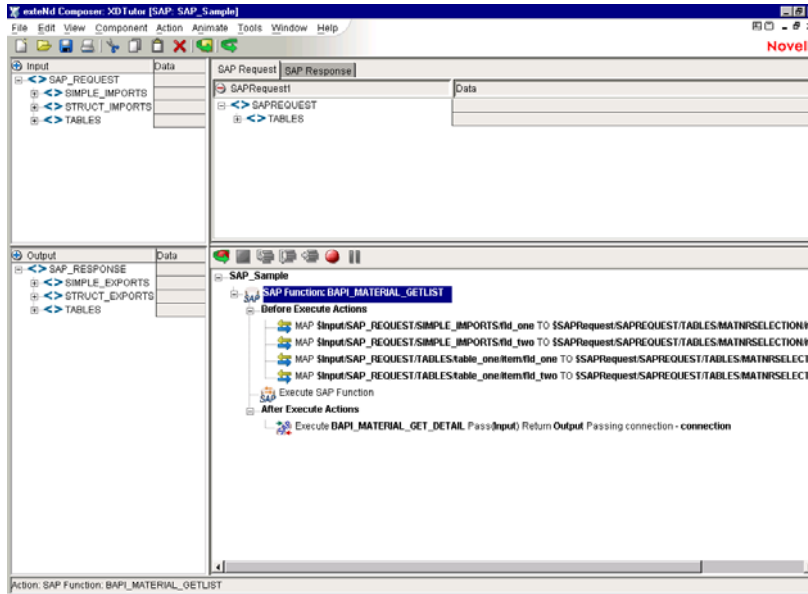 exteNd Composer: XDTutor [SAP: SAP_Sample]
File Edit View Component Action Animate Tools Window Help
Novell
Input Data
SAP_REQUEST
SIMPLE_IMPORTS
STRUCT_IMPORTS
TABLES
SAP Request SAP Response
SAPRequest1 Data
SAPREQUEST
TABLES
Output Data
SAP_RESPONSE
SIMPLE_EXPORTS
STRUCT_EXPORTS
TABLES
SAP_Sample
SAP SAP Function: BAPI_MATERIAL_GETLIST
Before Execute Actions
MAP $Input/SAP_REQUEST/SIMPLE_IMPORTS/fld_one TO $SAPRequest/SAPREQUEST/TABLES/MATNRSELECTION/
MAP $Input/SAP_REQUEST/SIMPLE_IMPORTS/fld_two TO $SAPRequest/SAPREQUEST/TABLES/MATNRSELECTION/
MAP $Input/SAP_REQUEST/TABLES/table_one/item/fld_one TO $SAPRequest/SAPREQUEST/TABLES/MATNRSELECT
MAP $Input/SAP_REQUEST/TABLES/table_one/item/fld_two TO $SAPRequest/SAPREQUEST/TABLES/MATNRSELECT
SAP Execute SAP Function
After Execute Actions
Execute BAPI_MATERIAL_GET_DETAIL Pass(Input) Return Output Passing connection - connection
Action: SAP Function: BAPI_MATERIAL_GETLIST